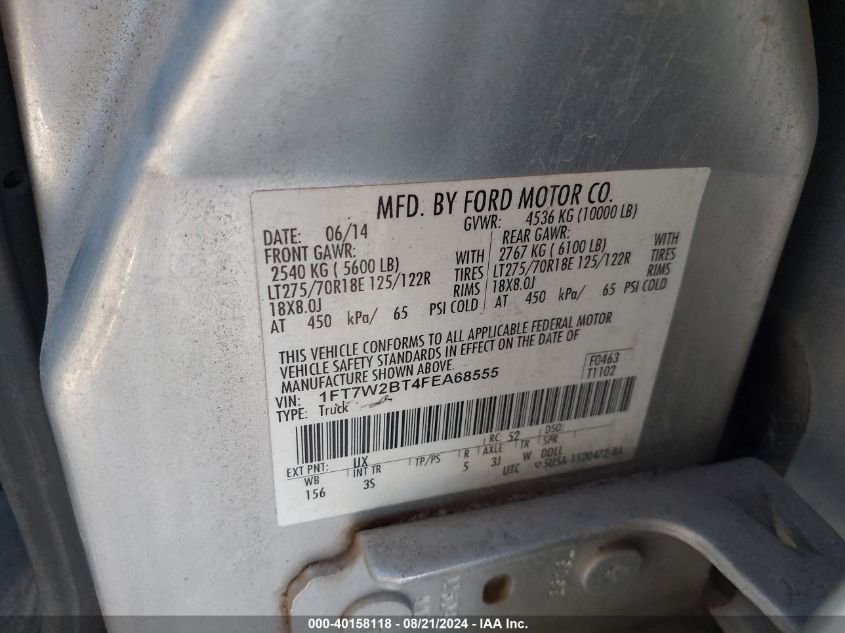 MFD. BY FORD MOTOR CO.
DATE: 06/14 GVWR: 4536 KG (10000 LB)
FRONT GAWR: REAR GAWR:
2540 KG ( 5600 LB) WITH 2767 KG ( 6100 LB) WITH
LT275/70R18E 125/122R TIRES LT275/70R18E 125/122R TIRES
18X8.0J RIMS 18X8.0J RIMS
AT 450 kPa/ 65 PSI COLD AT 450 kPa/ 65 PSI COLD
THIS VEHICLE CONFORMS TO ALL APPLICABLE FEDERAL MOTOR
VEHICLE SAFETY STANDARDS IN EFFECT ON THE DATE OF
MANUFACTURE SHOWN ABOVE.
VIN: 1FT7W2BT4FEA68555 F0463
TYPE: Truck T1102
RC: 52 DSO:
EXT PNT: UX
WB INT TR TP/PS R AXLE TR SPR
156 3S 5 3J W DDLL
UTC
000-40158118 - 08/21/2024 - IAA, Inc.